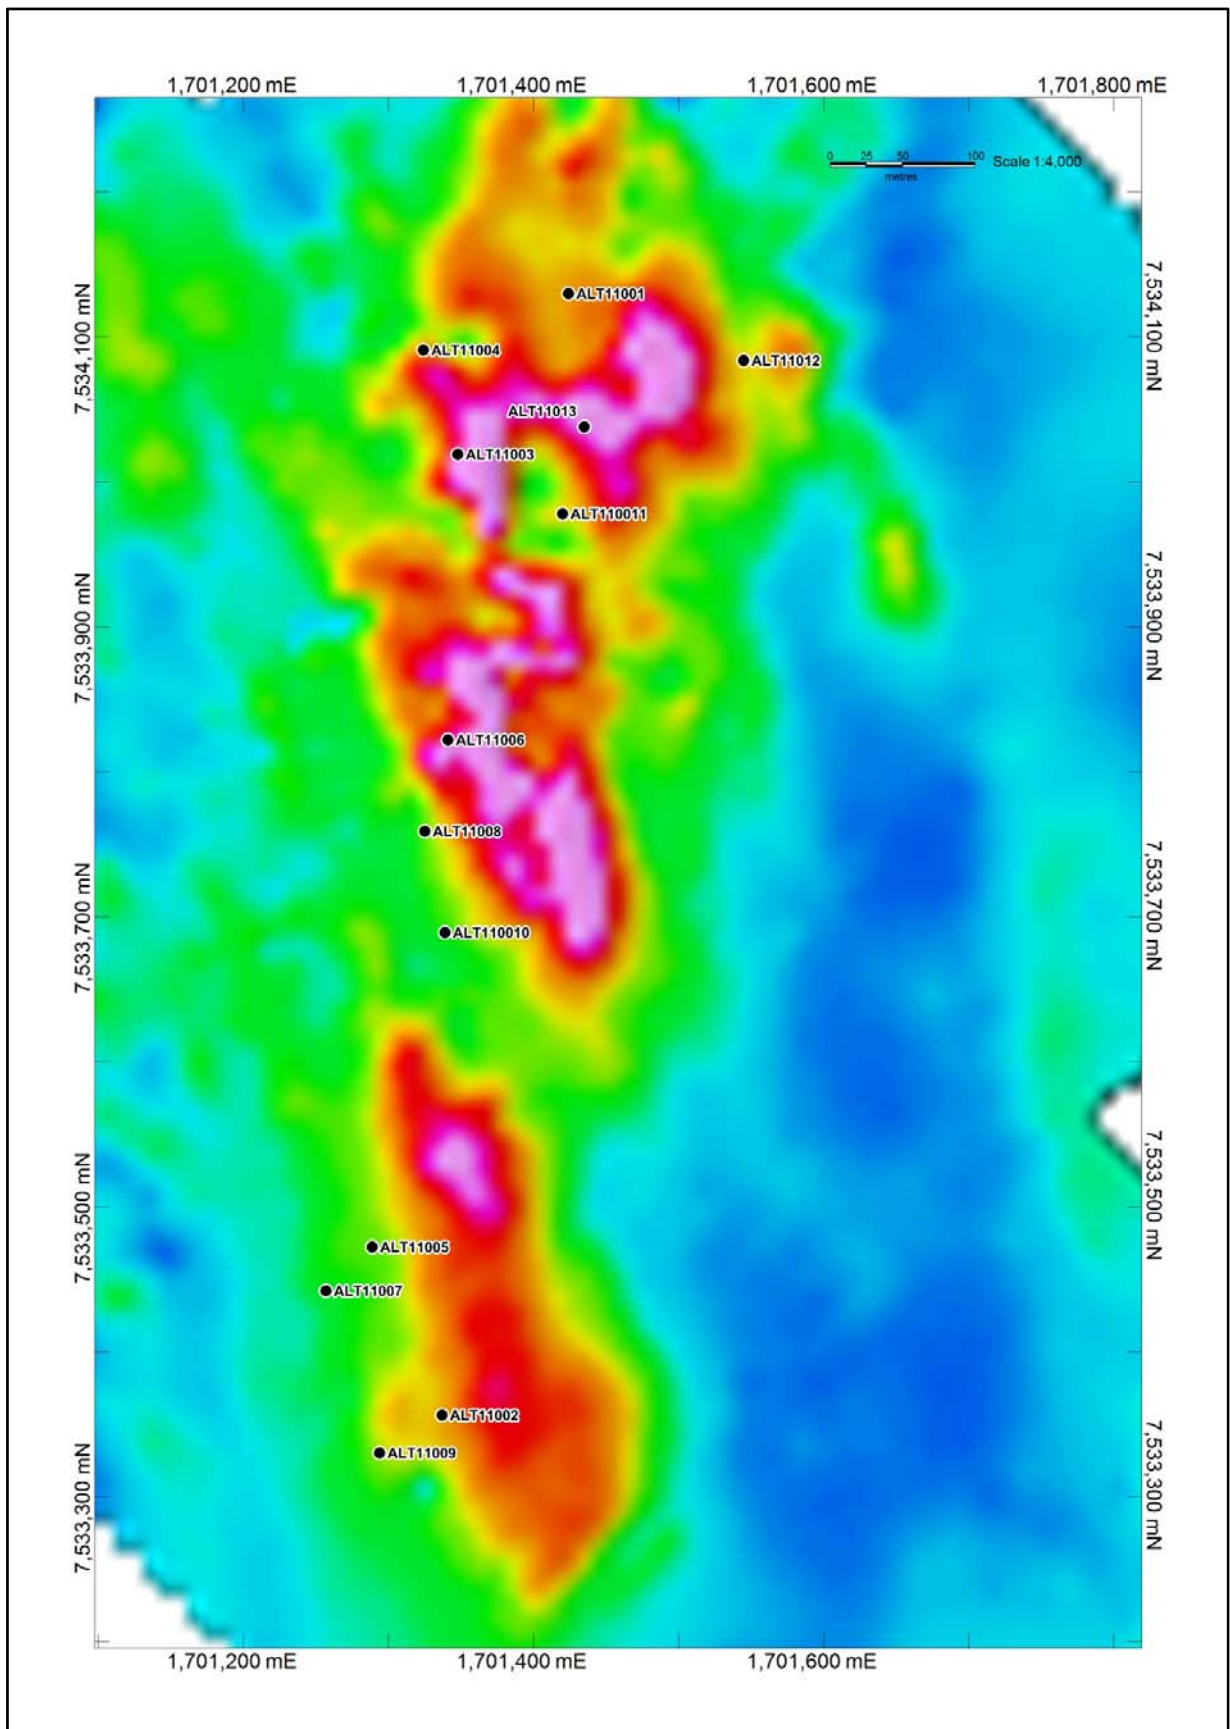 1,701,200 mE
1,701,400 mE
1,701,600 mE
1,701,800 mE
0 25 50 100
metres
Scale 1:4,000
ALT11001
7,534,100 mN
7,534,100 mN
ALT11004
ALT11012
ALT11013
ALT11003
ALT110011
7,533,900 mN
7,533,900 mN
ALT11006
ALT11008
7,533,700 mN
7,533,700 mN
ALT110010
7,533,500 mN
7,533,500 mN
ALT11005
ALT11007
ALT11002
ALT11009
7,533,300 mN
7,533,300 mN
1,701,200 mE
1,701,400 mE
1,701,600 mE